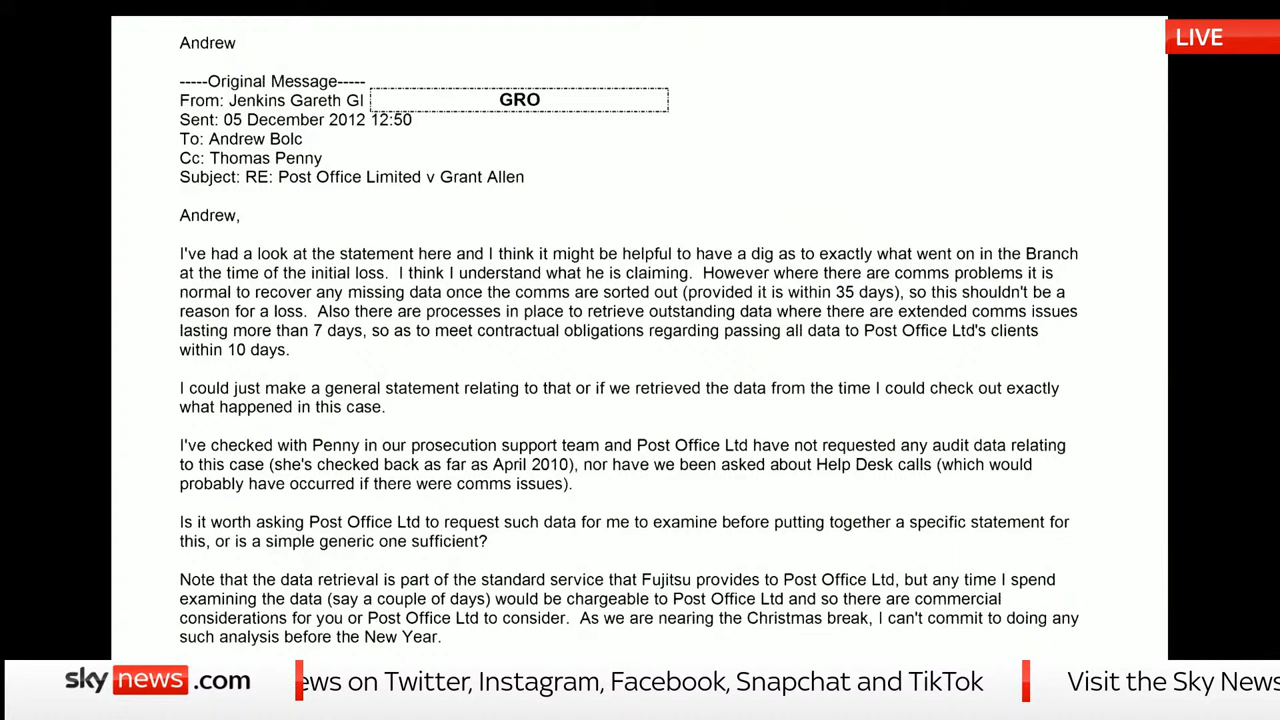 Andrew
LIVE
-----Original Message-----
From: Jenkins Gareth GI GRO
Sent: 05 December 2012 12:50
To: Andrew Bolc
Cc: Thomas Penny
Subject: RE: Post Office Limited v Grant Allen
Andrew,
I've had a look at the statement here and I think it might be helpful to have a dig as to exactly what went on in the Branch
at the time of the initial loss.  I think I understand what he is claiming.  However where there are comms problems it is
normal to recover any missing data once the comms are sorted out (provided it is within 35 days), so this shouldn't be a
reason for a loss.  Also there are processes in place to retrieve outstanding data where there are extended comms issues
lasting more than 7 days, so as to meet contractual obligations regarding passing all data to Post Office Ltd's clients
within 10 days.
I could just make a general statement relating to that or if we retrieved the data from the time I could check out exactly
what happened in this case.
I've checked with Penny in our prosecution support team and Post Office Ltd have not requested any audit data relating
to this case (she's checked back as far as April 2010), nor have we been asked about Help Desk calls (which would
probably have occurred if there were comms issues).
Is it worth asking Post Office Ltd to request such data for me to examine before putting together a specific statement for
this, or is a simple generic one sufficient?
Note that the data retrieval is part of the standard service that Fujitsu provides to Post Office Ltd, but any time I spend
examining the data (say a couple of days) would be chargeable to Post Office Ltd and so there are commercial
considerations for you or Post Office Ltd to consider.  As we are nearing the Christmas break, I can't commit to doing any
such analysis before the New Year.
sky news .com ews on Twitter, Instagram, Facebook, Snapchat and TikTok Visit the Sky News